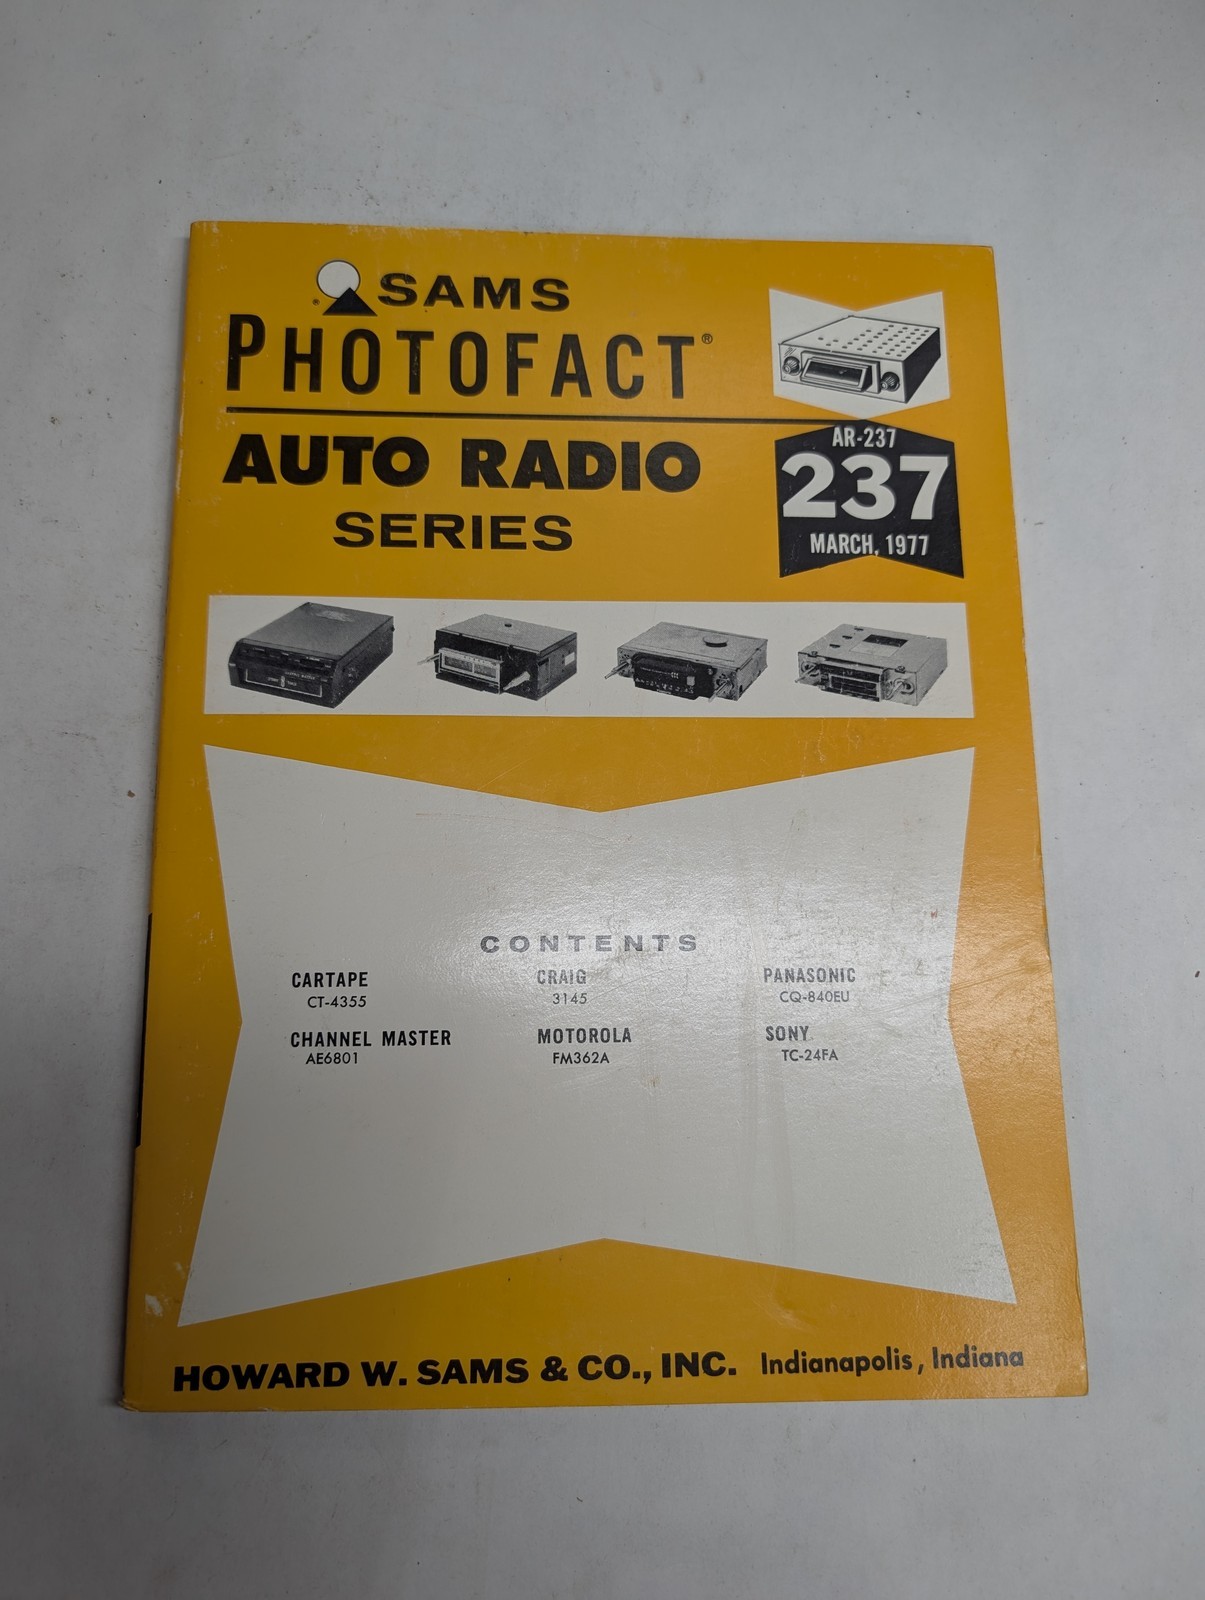 ® SAMS
PHOTOFACT®
AUTO RADIO
SERIES
AR-237
237
MARCH, 1977
CONTENTS
CARTAPE
CT-4355
CRAIG
3145
PANASONIC
CQ-840EU
CHANNEL MASTER
AE6801
MOTOROLA
FM362A
SONY
TC-24FA
HOWARD W. SAMS & CO., INC. Indianapolis, Indiana